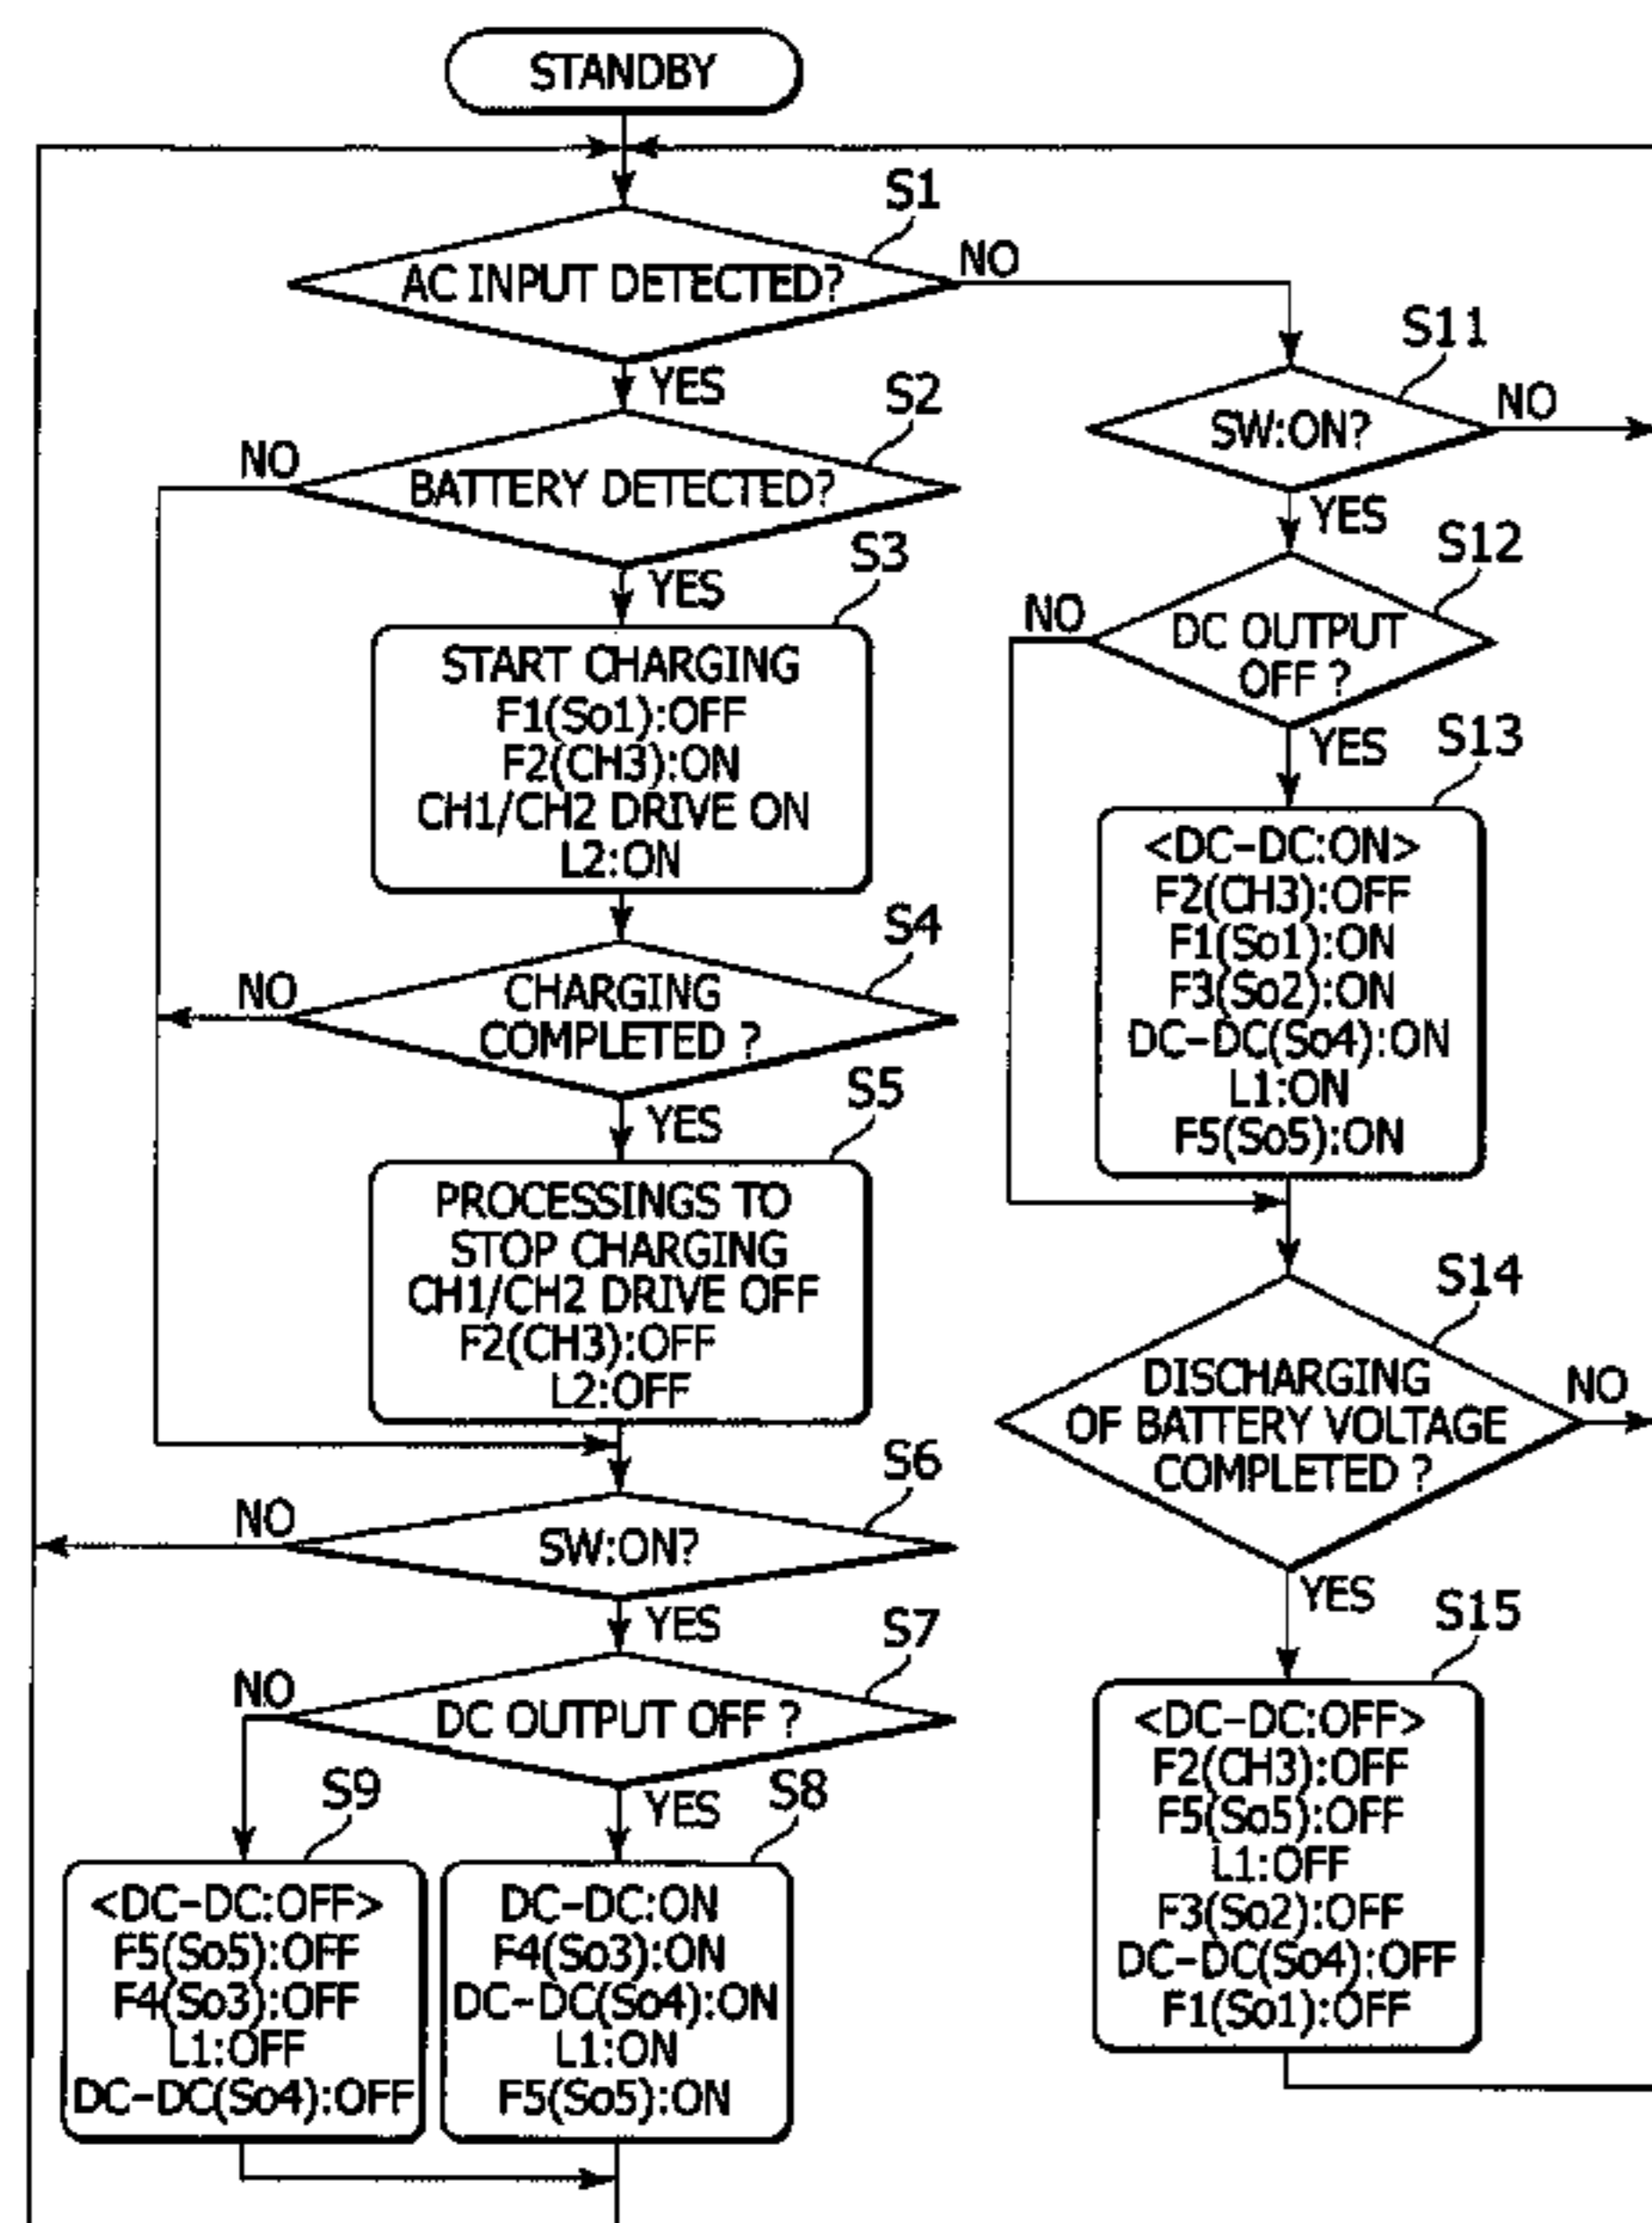 STANDBY
S1
AC INPUT DETECTED?
NO
YES
S2
BATTERY DETECTED?
NO
YES
S3
START CHARGING
F1(So1):OFF
F2(CH3):ON
CH1/CH2 DRIVE ON
L2:ON
S4
CHARGING
COMPLETED ?
NO
YES
S5
PROCESSINGS TO
STOP CHARGING
CH1/CH2 DRIVE OFF
F2(CH3):OFF
L2:OFF
S6
SW:ON?
NO
YES
S7
DC OUTPUT OFF ?
NO
YES
S9
<DC-DC:OFF>
F5(So5):OFF
F4(So3):OFF
L1:OFF
DC-DC(So4):OFF
S8
DC-DC:ON
F4(So3):ON
DC-DC(So4):ON
L1:ON
F5(So5):ON
S11
SW:ON?
NO
YES
S12
DC OUTPUT
OFF ?
NO
YES
S13
<DC-DC:ON>
F2(CH3):OFF
F1(So1):ON
F3(So2):ON
DC-DC(So4):ON
L1:ON
F5(So5):ON
S14
DISCHARGING
OF BATTERY VOLTAGE
COMPLETED ?
NO
YES
S15
<DC-DC:OFF>
F2(CH3):OFF
F5(So5):OFF
L1:OFF
F3(So2):OFF
DC-DC(So4):OFF
F1(So1):OFF